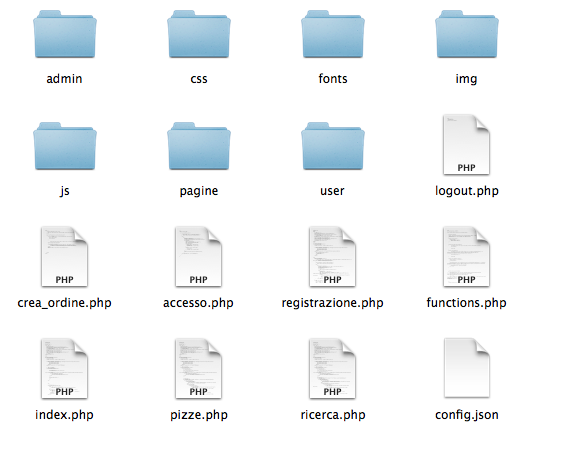 admin css fonts img
js pagine user PHP
logout.php
PHP PHP PHP PHP
crea_ordine.php accesso.php registrazione.php functions.php
PHP PHP PHP
index.php pizze.php ricerca.php config.json